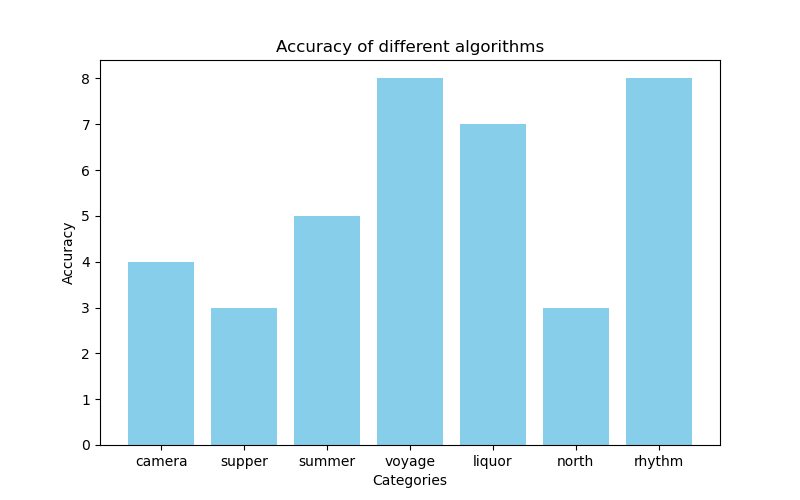 Accuracy of different algorithms
Accuracy
8
7
6
5
4
3
2
1
0
camera supper summer voyage liquor north rhythm
Categories